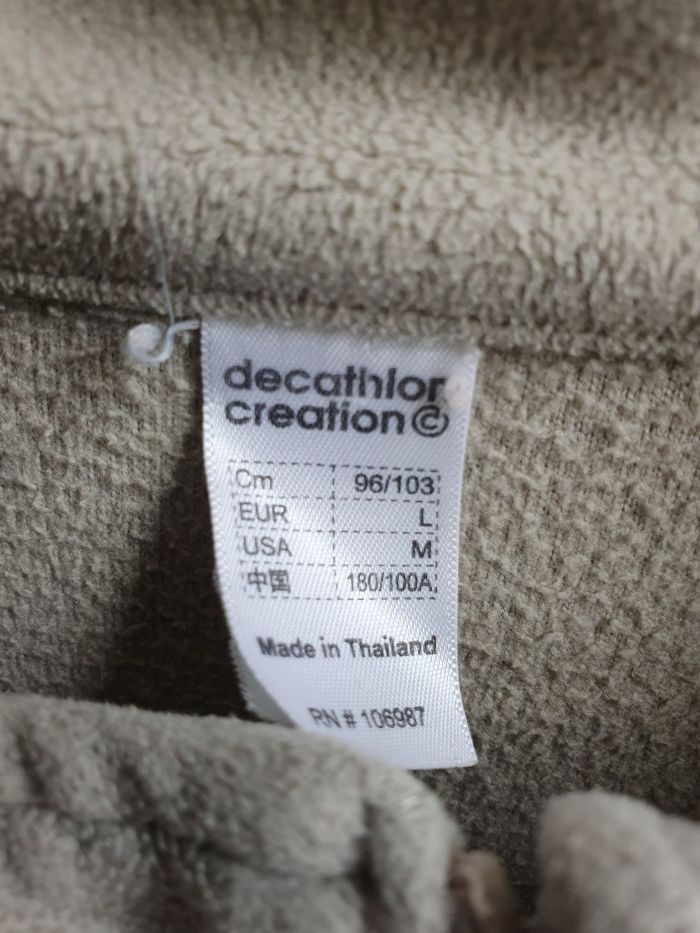 decathlon
creation©
Cm 96/103
EUR L
USA M
中国 180/100A
Made in Thailand
RN # 106987